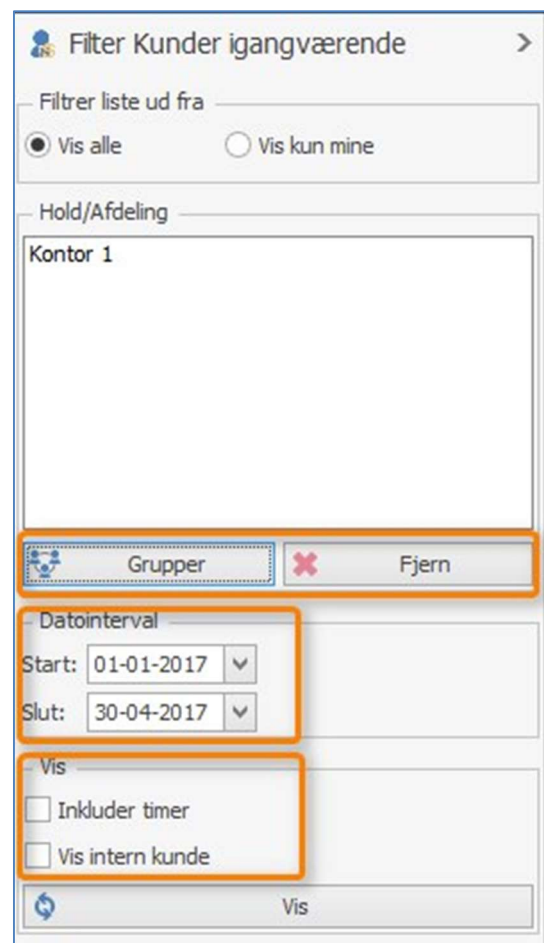 Filter Kunder igangværende
Filtrer liste ud fra
Vis alle Vis kun mine
Hold/Afdeling
Kontor 1
Grupper Fjern
Datointerval
Start: 01-01-2017
Slut: 30-04-2017
Vis
Inkluder timer
Vis intern kunde
Vis